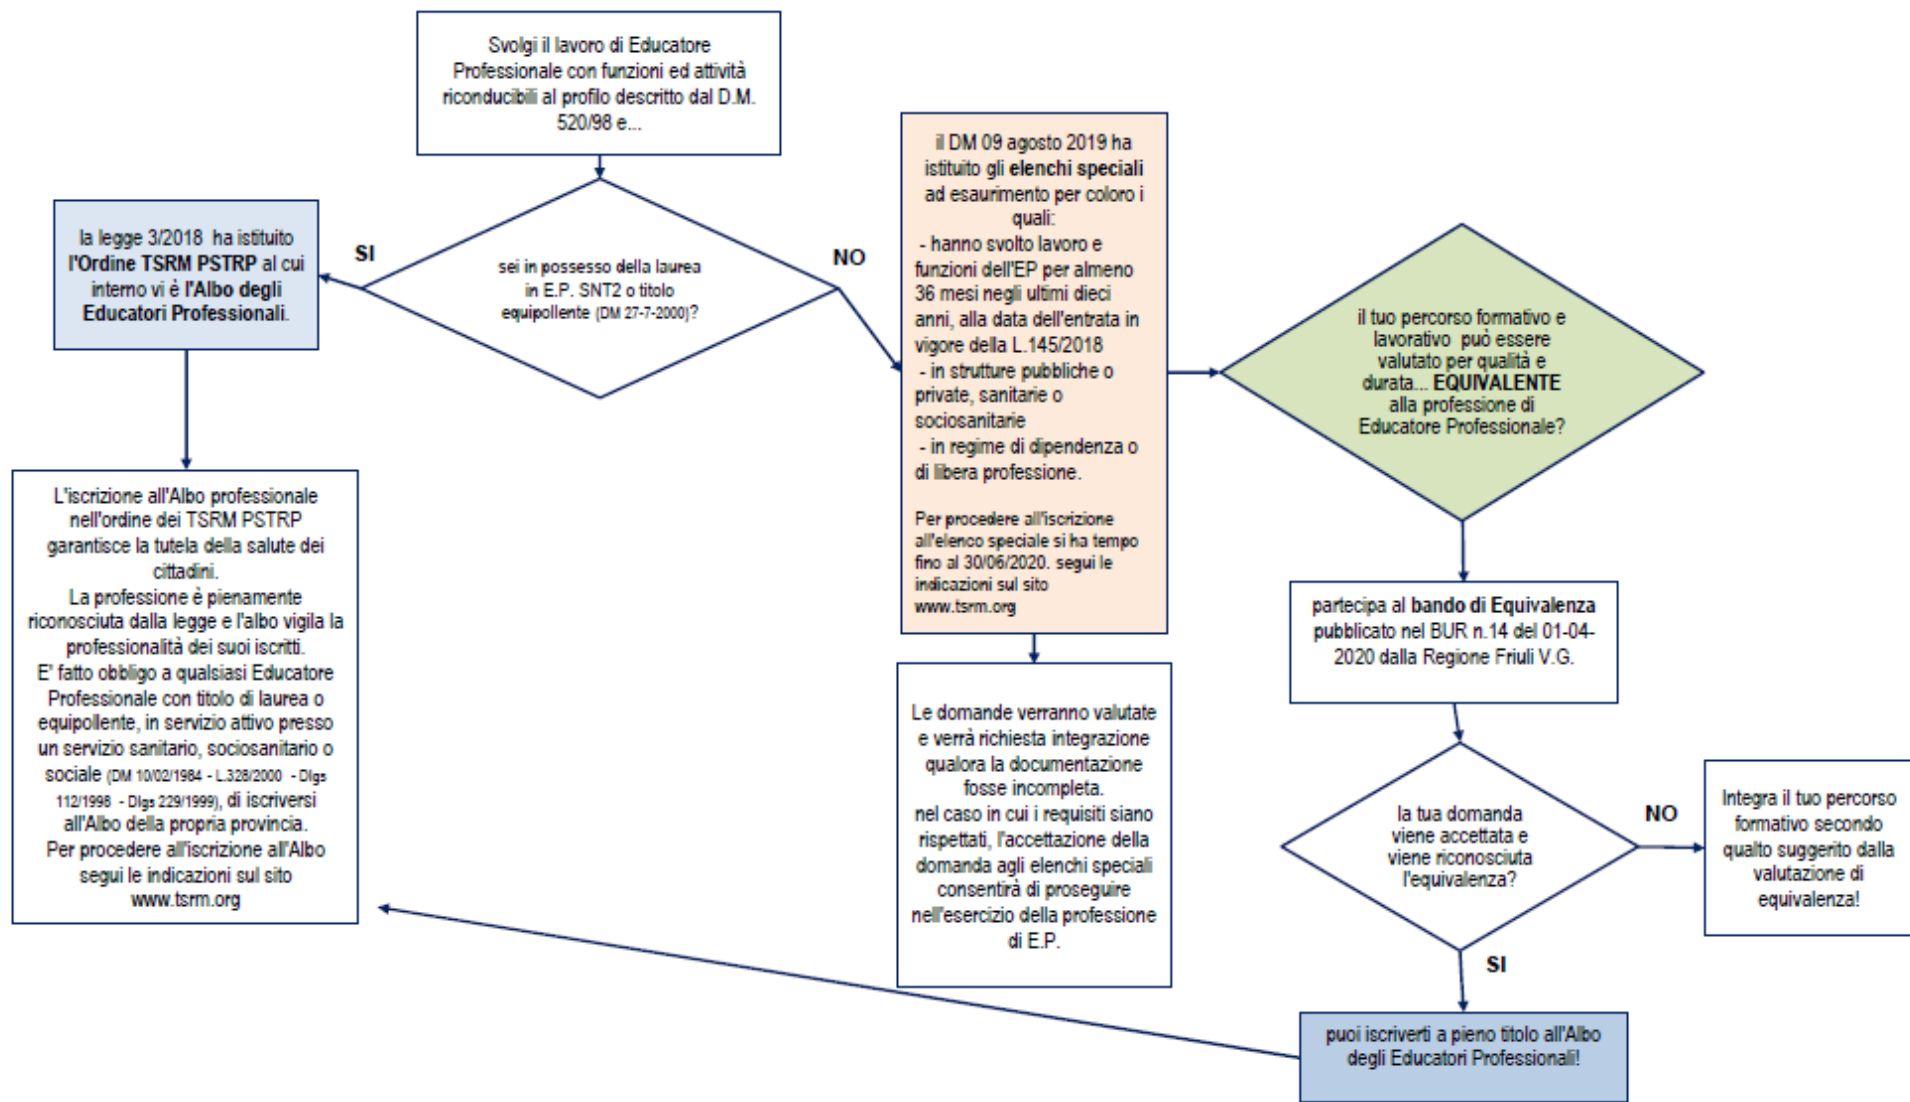 Svolgi il lavoro di Educatore
Professionale con funzioni ed attività
riconducibili al profilo descritto dal D.M.
520/98 e...
sei in possesso della laurea
in E.P. SNT2 o titolo
equipollente (DM 27-7-2000)?
SI
la legge 3/2018 ha istituito
l'Ordine TSRM PSTRP al cui
interno vi è l'Albo degli
Educatori Professionali.
L'iscrizione all'Albo professionale
nell'ordine dei TSRM PSTRP
garantisce la tutela della salute dei
cittadini.
La professione è pienamente
riconosciuta dalla legge e l'albo vigila la
professionalità dei suoi iscritti.
E' fatto obbligo a qualsiasi Educatore
Professionale con titolo di laurea o
equipollente, in servizio attivo presso
un servizio sanitario, sociosanitario o
sociale (DM 10/02/1984 - L.328/2000 - Dlgs
112/1998 - Dlgs 229/1999), di iscriversi
all'Albo della propria provincia.
Per procedere all'iscrizione all'Albo
segui le indicazioni sul sito
www.tsrm.org
NO
il DM 09 agosto 2019 ha
istituito gli elenchi speciali
ad esaurimento per coloro i
quali:
- hanno svolto lavoro e
funzioni dell'EP per almeno
36 mesi negli ultimi dieci
anni, alla data dell'entrata in
vigore della L.145/2018
- in strutture pubbliche o
private, sanitarie o
sociosanitarie
- in regime di dipendenza o
di libera professione.
Per procedere all'iscrizione
all'elenco speciale si ha tempo
fino al 30/06/2020. segui le
indicazioni sul sito
www.tsrm.org
Le domande verranno valutate
e verrà richiesta integrazione
qualora la documentazione
fosse incompleta.
nel caso in cui i requisiti siano
rispettati, l'accettazione della
domanda agli elenchi speciali
consentirà di proseguire
nell'esercizio della professione
di E.P.
il tuo percorso formativo e
lavorativo può essere
valutato per qualità e
durata... EQUIVALENTE
alla professione di
Educatore Professionale?
partecipa al bando di Equivalenza
pubblicato nel BUR n.14 del 01-04-
2020 dalla Regione Friuli V.G.
la tua domanda
viene accettata e
viene riconosciuta
l'equivalenza?
NO
Integra il tuo percorso
formativo secondo
qualto suggerito dalla
valutazione di
equivalenza!
SI
puoi iscriverti a pieno titolo all'Albo
degli Educatori Professionali!